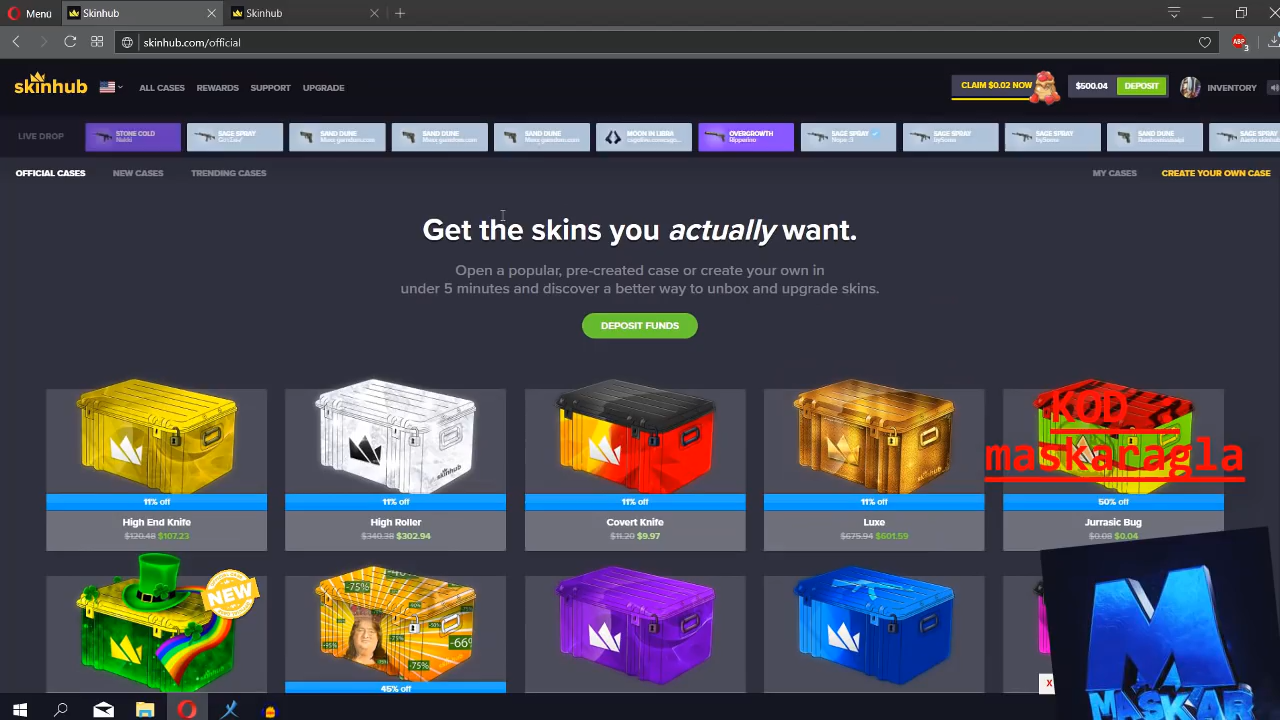 Menü
Skinhub
Skinhub
skinhub.com/official
ABP
3
skinhub
ALL CASES
REWARDS
SUPPORT
UPGRADE
CLAIM $0.02 NOW
$500.04
DEPOSIT
INVENTORY
LIVE DROP
STONE COLD
SAGE SPRAY
SAND DUNE
SAND DUNE
SAND DUNE
MOON IN LIBRA
OVERGROWTH
SAGE SPRAY
SAGE SPRAY
SAGE SPRAY
SAND DUNE
SAGE SPRAY
OFFICIAL CASES
NEW CASES
TRENDING CASES
MY CASES
CREATE YOUR OWN CASE
Get the skins you actually want.
Open a popular, pre-created case or create your own in
under 5 minutes and discover a better way to unbox and upgrade skins.
DEPOSIT FUNDS
KOD
maskaragla
skinhub
11% off
11% off
11% off
11% off
50% off
High End Knife
High Roller
Covert Knife
Luxe
Jurrasic Bug
$120.48 $107.23
$340.38 $302.94
$11.20 $9.97
$675.94 $601.59
$0.08 $0.04
NEW
-75%
-66%
-75%
45% off
X
M
MASKAR